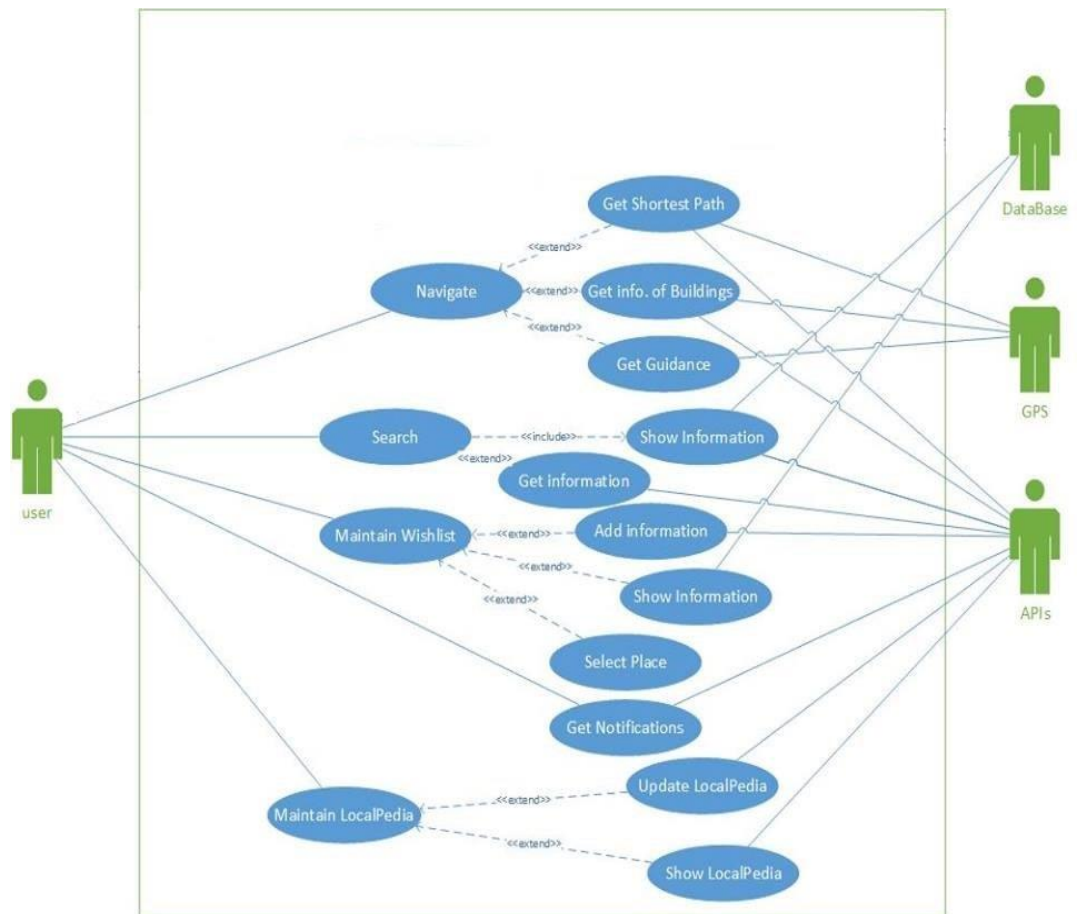 DataBase
Get Shortest Path
<<extend>>
Navigate
<<extend>>
Get info. of Buildings
<<extend>>
Get Guidance
GPS
Search
<<include>>
Show Information
<<extend>>
Get information
user
Maintain Wishlist
<<extend>>
Add information
<<extend>>
Show Information
<<extend>>
APIs
Select Place
Get Notifications
Update LocalPedia
<<extend>>
Maintain LocalPedia
<<extend>>
Show LocalPedia